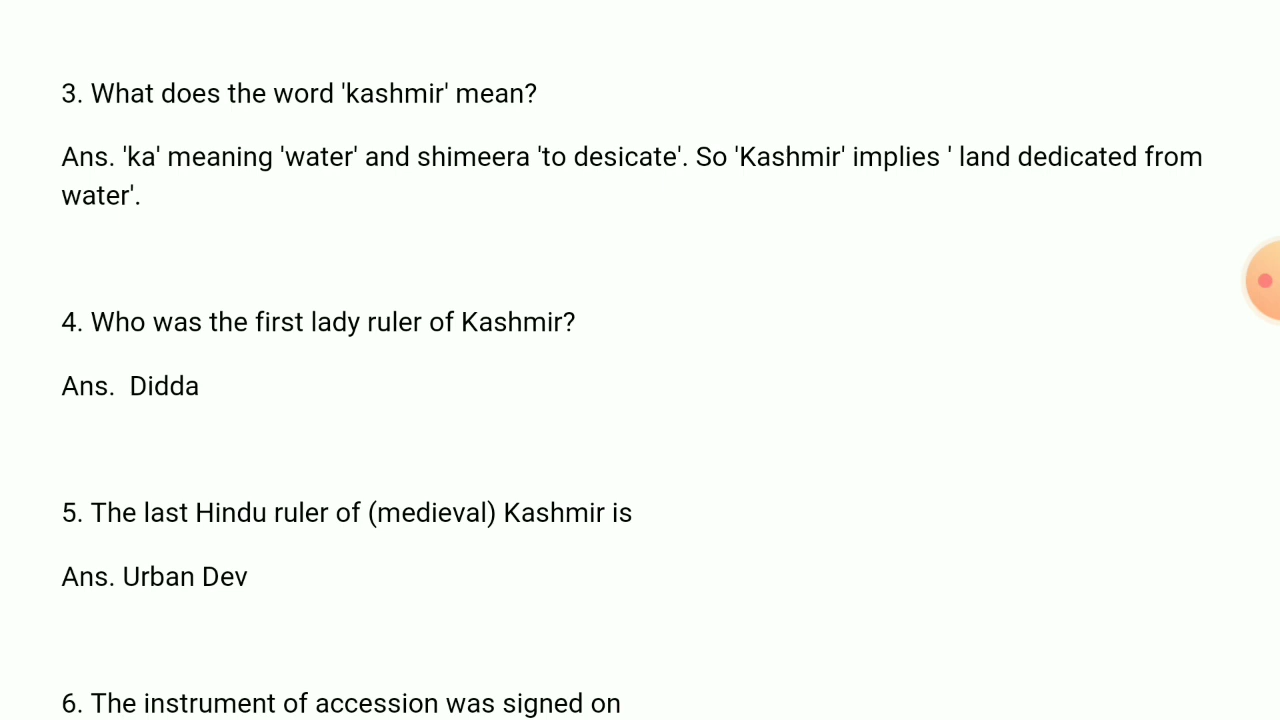 3. What does the word 'kashmir' mean?
Ans. 'ka' meaning 'water' and shimeera 'to desicate'. So 'Kashmir' implies ' land dedicated from
water'.
4. Who was the first lady ruler of Kashmir?
Ans.  Didda
5. The last Hindu ruler of (medieval) Kashmir is
Ans. Urban Dev
6. The instrument of accession was signed on